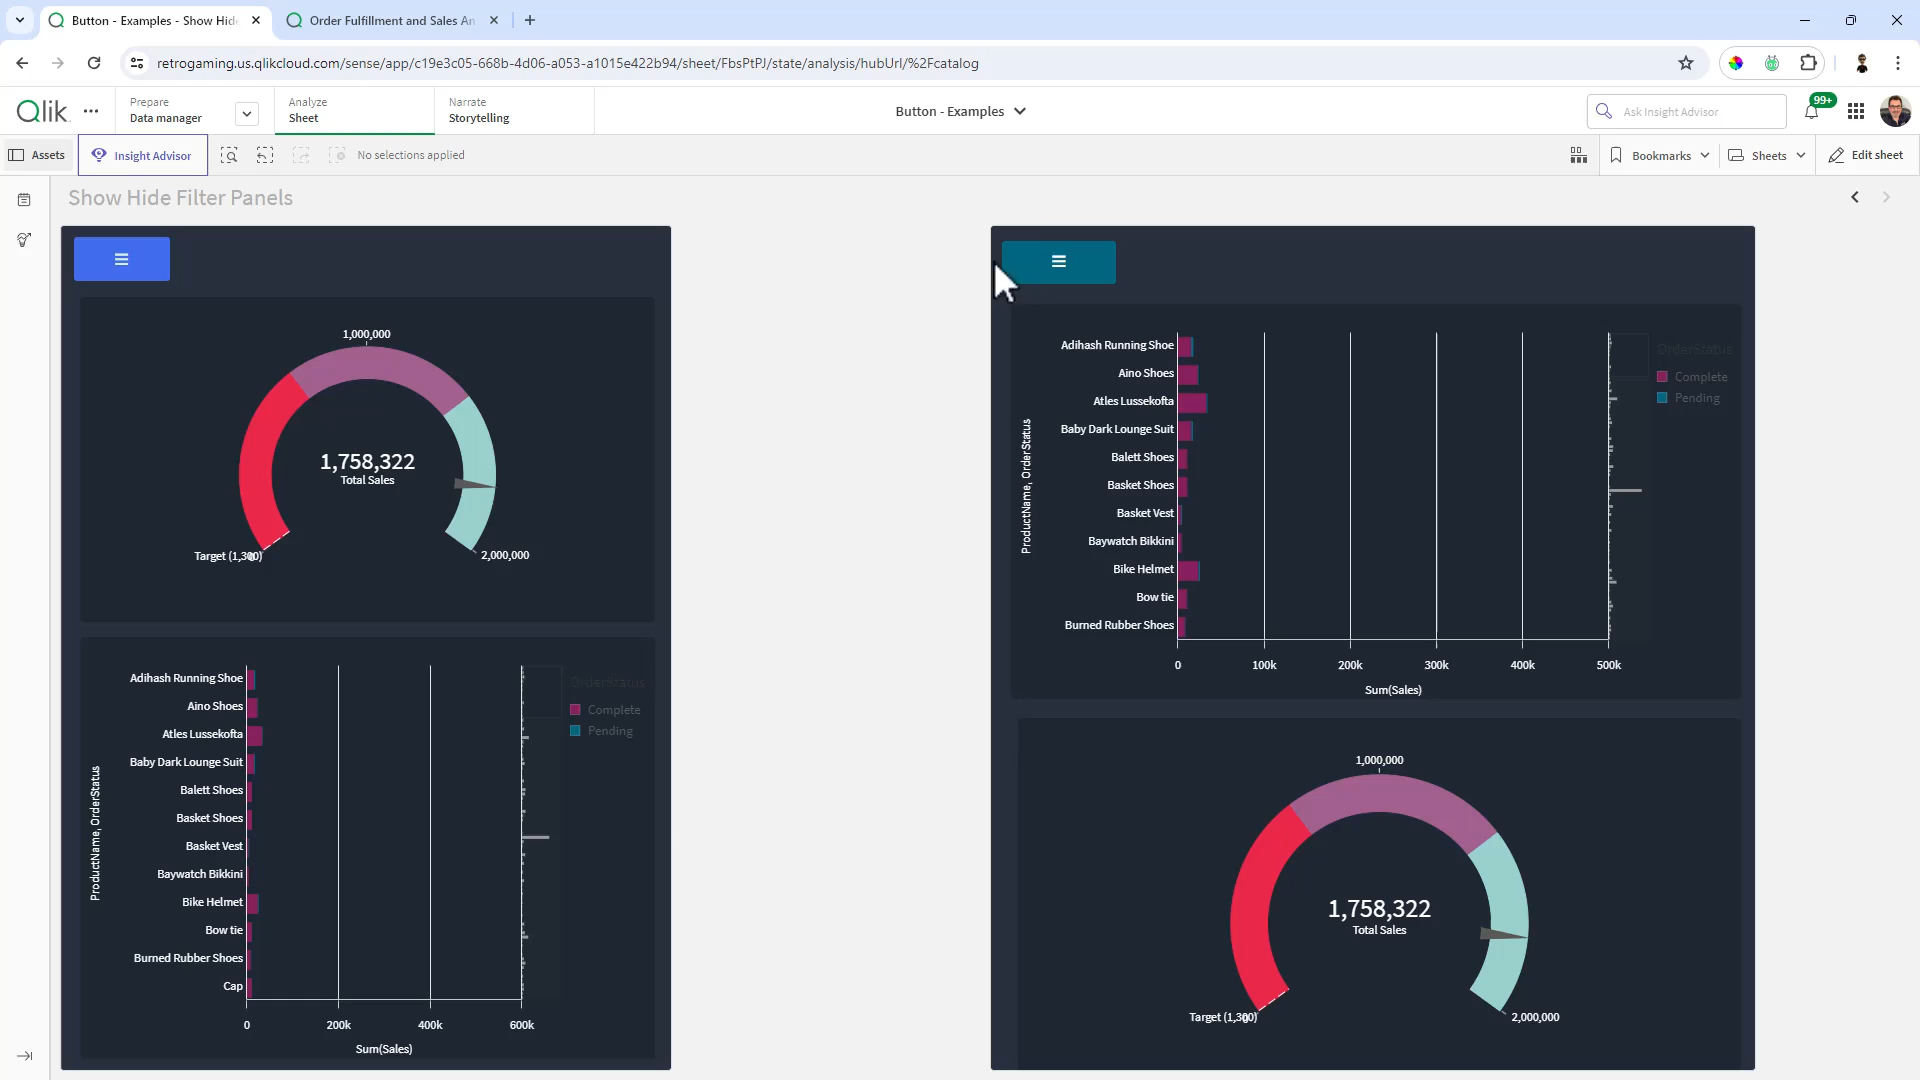 Button - Examples - Show Hid
Order Fulfillment and Sales An
retrogaming.us.qlikcloud.com/sense/app/c19e3c05-668b-4d06-a053-a1015e422b94/sheet/FbsPtPJ/state/analysis/hubUrl/%2Fcatalog
Qlik
Prepare
Data manager
Analyze
Sheet
Narrate
Storytelling
Button - Examples
Ask Insight Advisor
99+
Assets
Insight Advisor
No selections applied
Bookmarks
Sheets
Edit sheet
Show Hide Filter Panels
1,000,000
1,758,322
Total Sales
Target (1,300)
0
2,000,000
ProductName, OrderStatus
Adihash Running Shoe
Aino Shoes
Atles Lussekofta
Baby Dark Lounge Suit
Balett Shoes
Basket Shoes
Basket Vest
Baywatch Bikkini
Bike Helmet
Bow tie
Burned Rubber Shoes
Cap
0
200k
400k
600k
Sum(Sales)
OrderStatus
Complete
Pending
ProductName, OrderStatus
Adihash Running Shoe
Aino Shoes
Atles Lussekofta
Baby Dark Lounge Suit
Balett Shoes
Basket Shoes
Basket Vest
Baywatch Bikkini
Bike Helmet
Bow tie
Burned Rubber Shoes
0
100k
200k
300k
400k
500k
Sum(Sales)
OrderStatus
Complete
Pending
1,000,000
1,758,322
Total Sales
Target (1,300)
0
2,000,000